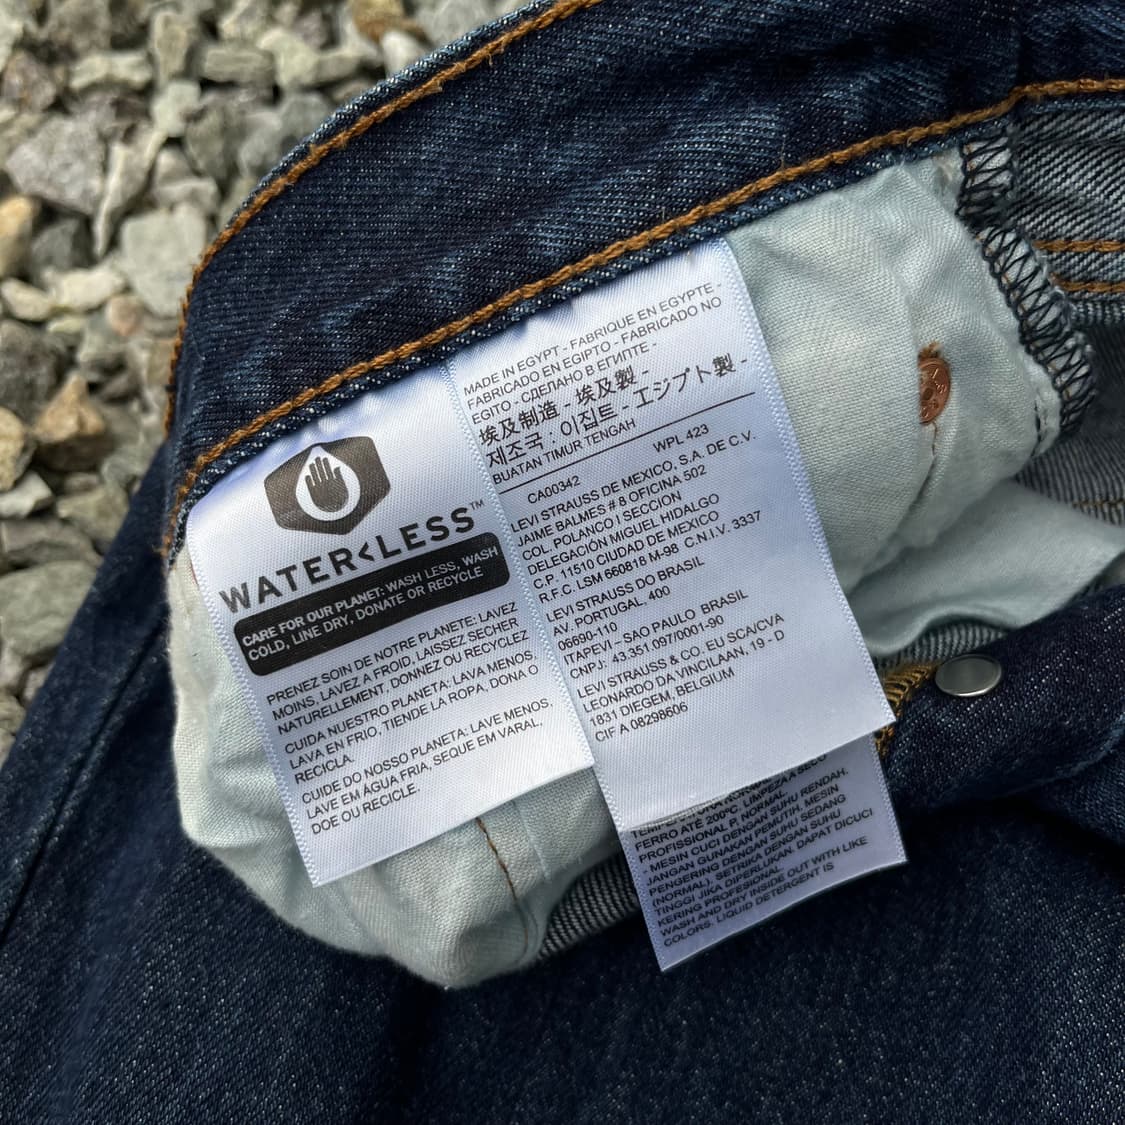 WATER<LESS™
CARE FOR OUR PLANET: WASH LESS, WASH
COLD, LINE DRY, DONATE OR RECYCLE
PRENEZ SOIN DE NOTRE PLANETE: LAVEZ
MOINS, LAVEZ A FROID, LAISSEZ SECHER
NATURELLEMENT, DONNEZ OU RECYCLEZ
CUIDA NUESTRO PLANETA: LAVA MENOS,
LAVA EN FRIO, TIENDE LA ROPA, DONA O
RECICLA.
CUIDE DO NOSSO PLANETA: LAVE MENOS.
LAVE EM ÁGUA FRIA, SEQUE EM VARAL.
DOE OU RECICLE.
MADE IN EGYPT - FABRIQUE EN EGYPTE -
FABRICADO EN EGIPTO - FABRICADO NO
EGITO - СДЕЛАНО В ЕГИПТЕ -
埃及制造 - 埃及製 -
제조국 : 이집트 - エジプト製 -
BUATAN TIMUR TENGAH
CA00342 WPL 423
LEVI STRAUSS DE MEXICO, S.A. DE C.V.
JAIME BALMES # 8 OFICINA 502
COL. POLANCO I SECCION
DELEGACIÓN MIGUEL HIDALGO
C.P. 11510 CIUDAD DE MEXICO
R.F.C. LSM 660818 M-98 C.N.I.V. 3337
LEVI STRAUSS DO BRASIL
AV. PORTUGAL, 400
06690-110
ITAPEVI – SAO PAULO BRASIL
CNPJ: 43.351.097/0001-90
LEVI STRAUSS & CO. EU SCA/CVA
LEONARDO DA VINCILAAN, 19 - D
1831 DIEGEM, BELGIUM
CIF A 08298606
FERRO ATÉ 200ºC. LIMPEZA A SECO
PROFISSIONAL P. NORMAL
- MESIN CUCI DENGAN SUHU RENDAH.
JANGAN GUNAKAN PEMUTIH. MESIN
PENGERING DENGAN SUHU SEDANG
(NORMAL). SETRIKA DENGAN SUHU
TINGGI JIKA DIPERLUKAN. DAPAT DICUCI
KERING PROFESIONAL.
WASH AND DRY INSIDE OUT WITH LIKE
COLORS. LIQUID DETERGENT IS